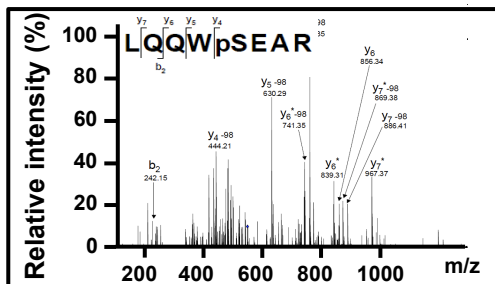 y7 y6 y5 y4
LQQWpSEAR
b2
-98
Relative intensity (%)
100
80
60
40
20
0
y6
856.34
y7*-98
869.38
y7-98
886.41
y5-98
630.29
y6*-98
741.35
y4-98
444.21
b2
242.15
y6*
839.31
y7*
967.37
200 400 600 800 1000 m/z